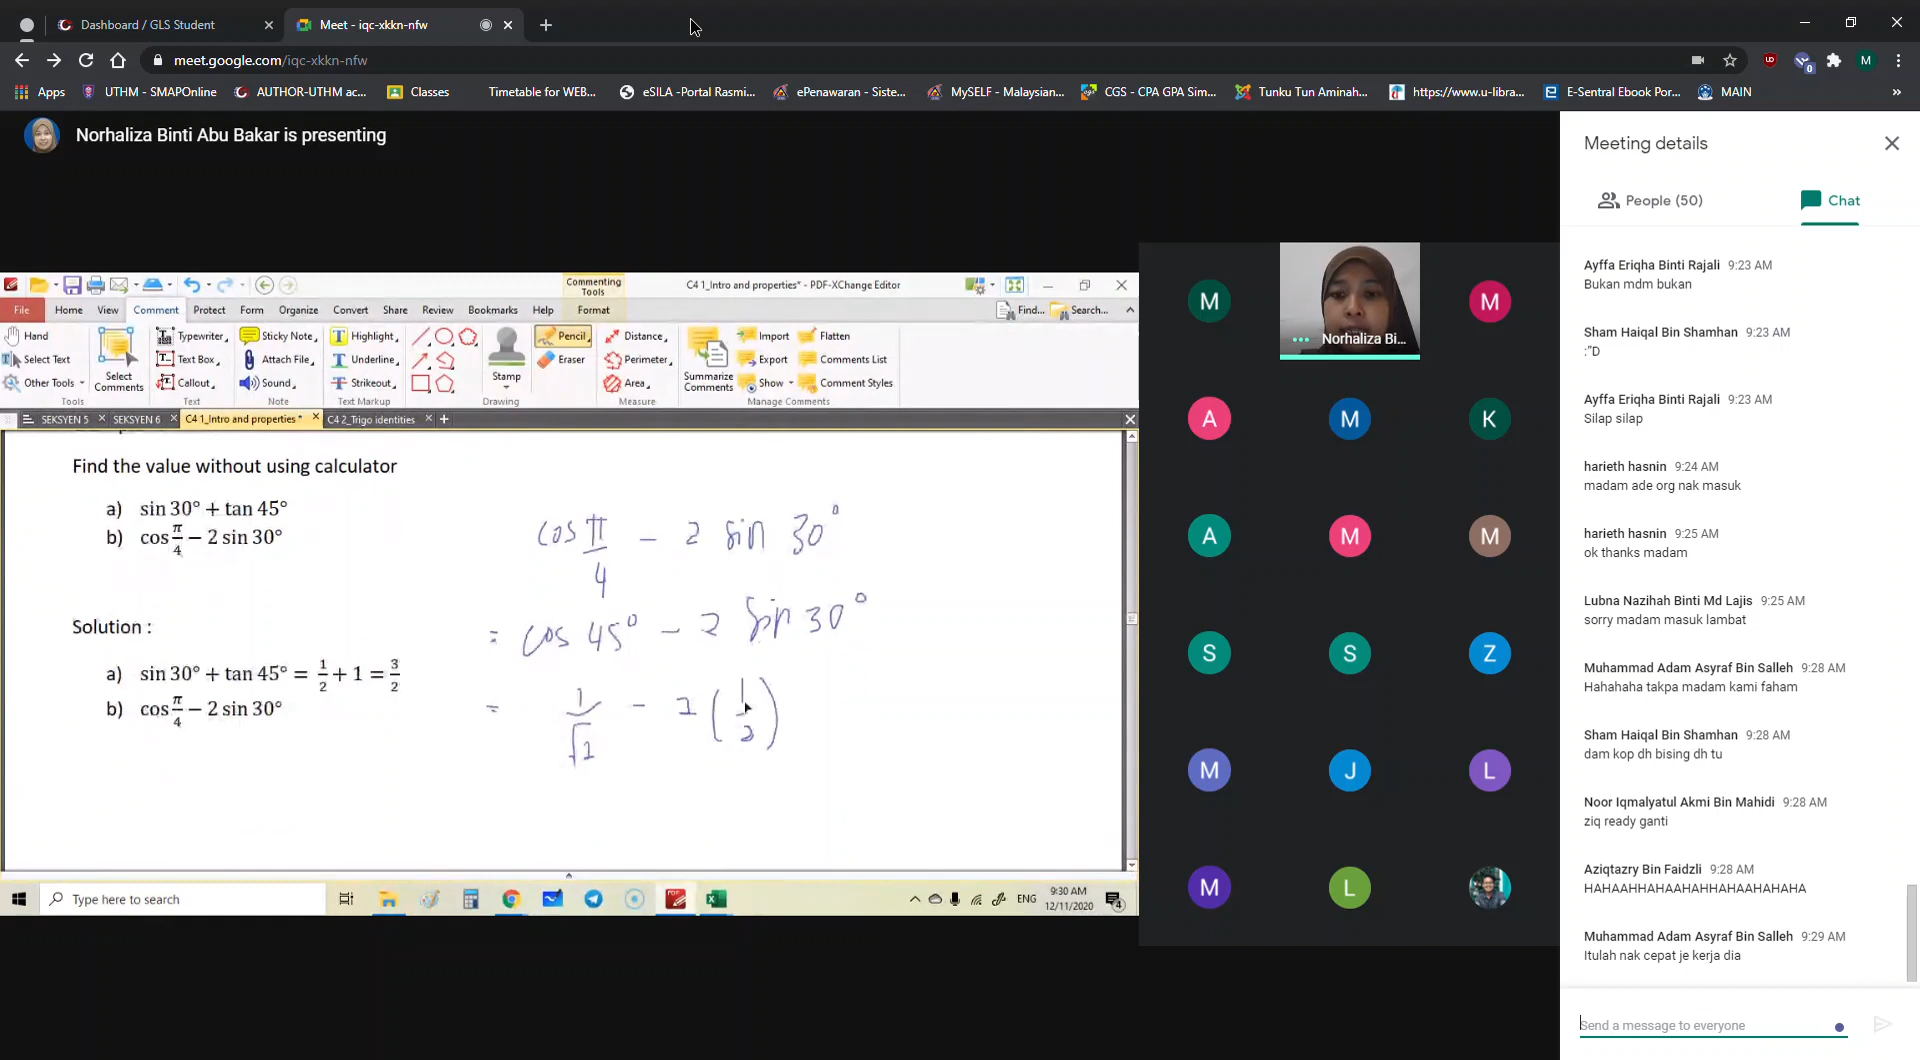 Dashboard / GLS Student
Meet - iqc-xkkn-nfw
meet.google.com/iqc-xkkn-nfw
Apps
UTHM - SMAPOnline
AUTHOR-UTHM ac...
Classes
Timetable for WEB...
eSILA -Portal Rasmi...
ePenawaran - Siste...
MySELF - Malaysian...
CGS - CPA GPA Sim...
Tunku Tun Aminah...
https://www.u-libra...
E-Sentral Ebook Por...
MAIN
Norhaliza Binti Abu Bakar is presenting
Commenting Tools
C4 1_Intro and properties* - PDF-XChange Editor
File Home View Comment Protect Form Organize Convert Share Review Bookmarks Help Format Find... Search...
Hand
Select Text
Other Tools
Tools
Select Comments
Typewriter
Text Box
Callout
Text
Sticky Note
Attach File
Sound
Note
Highlight
Underline
Strikeout
Text Markup
Stamp
Pencil
Eraser
Drawing
Distance
Perimeter
Area
Measure
Summarize Comments
Import
Export
Show
Flatten
Comments List
Comment Styles
Manage Comments
SEKSYEN 5
SEKSYEN 6
C4 1_Intro and properties *
C4 2_Trigo identities
Find the value without using calculator
a) sin 30° + tan 45°
b) cos π/4 − 2 sin 30°
Solution :
a) sin 30° + tan 45° = 1/2 + 1 = 3/2
b) cos π/4 − 2 sin 30°
cos π/4 − 2 sin 30°
= cos 45° − 2 sin 30°
= 1/√2 − 2 (1/2)
Type here to search
ENG
9:30 AM
12/11/2020
4
M
Norhaliza Bi...
M
A
M
K
A
M
M
S
S
Z
M
J
L
M
L
Meeting details
People (50)
Chat
Ayffa Eriqha Binti Rajali 9:23 AM
Bukan mdm bukan
Sham Haiqal Bin Shamhan 9:23 AM
:"D
Ayffa Eriqha Binti Rajali 9:23 AM
Silap silap
harieth hasnin 9:24 AM
madam ade org nak masuk
harieth hasnin 9:25 AM
ok thanks madam
Lubna Nazihah Binti Md Lajis 9:25 AM
sorry madam masuk lambat
Muhammad Adam Asyraf Bin Salleh 9:28 AM
Hahahaha takpa madam kami faham
Sham Haiqal Bin Shamhan 9:28 AM
dam kop dh bising dh tu
Noor Iqmalyatul Akmi Bin Mahidi 9:28 AM
ziq ready ganti
Aziqtazry Bin Faidzli 9:28 AM
HAHAAHHAHAAHAHHAHAAHAHAHA
Muhammad Adam Asyraf Bin Salleh 9:29 AM
Itulah nak cepat je kerja dia
Send a message to everyone